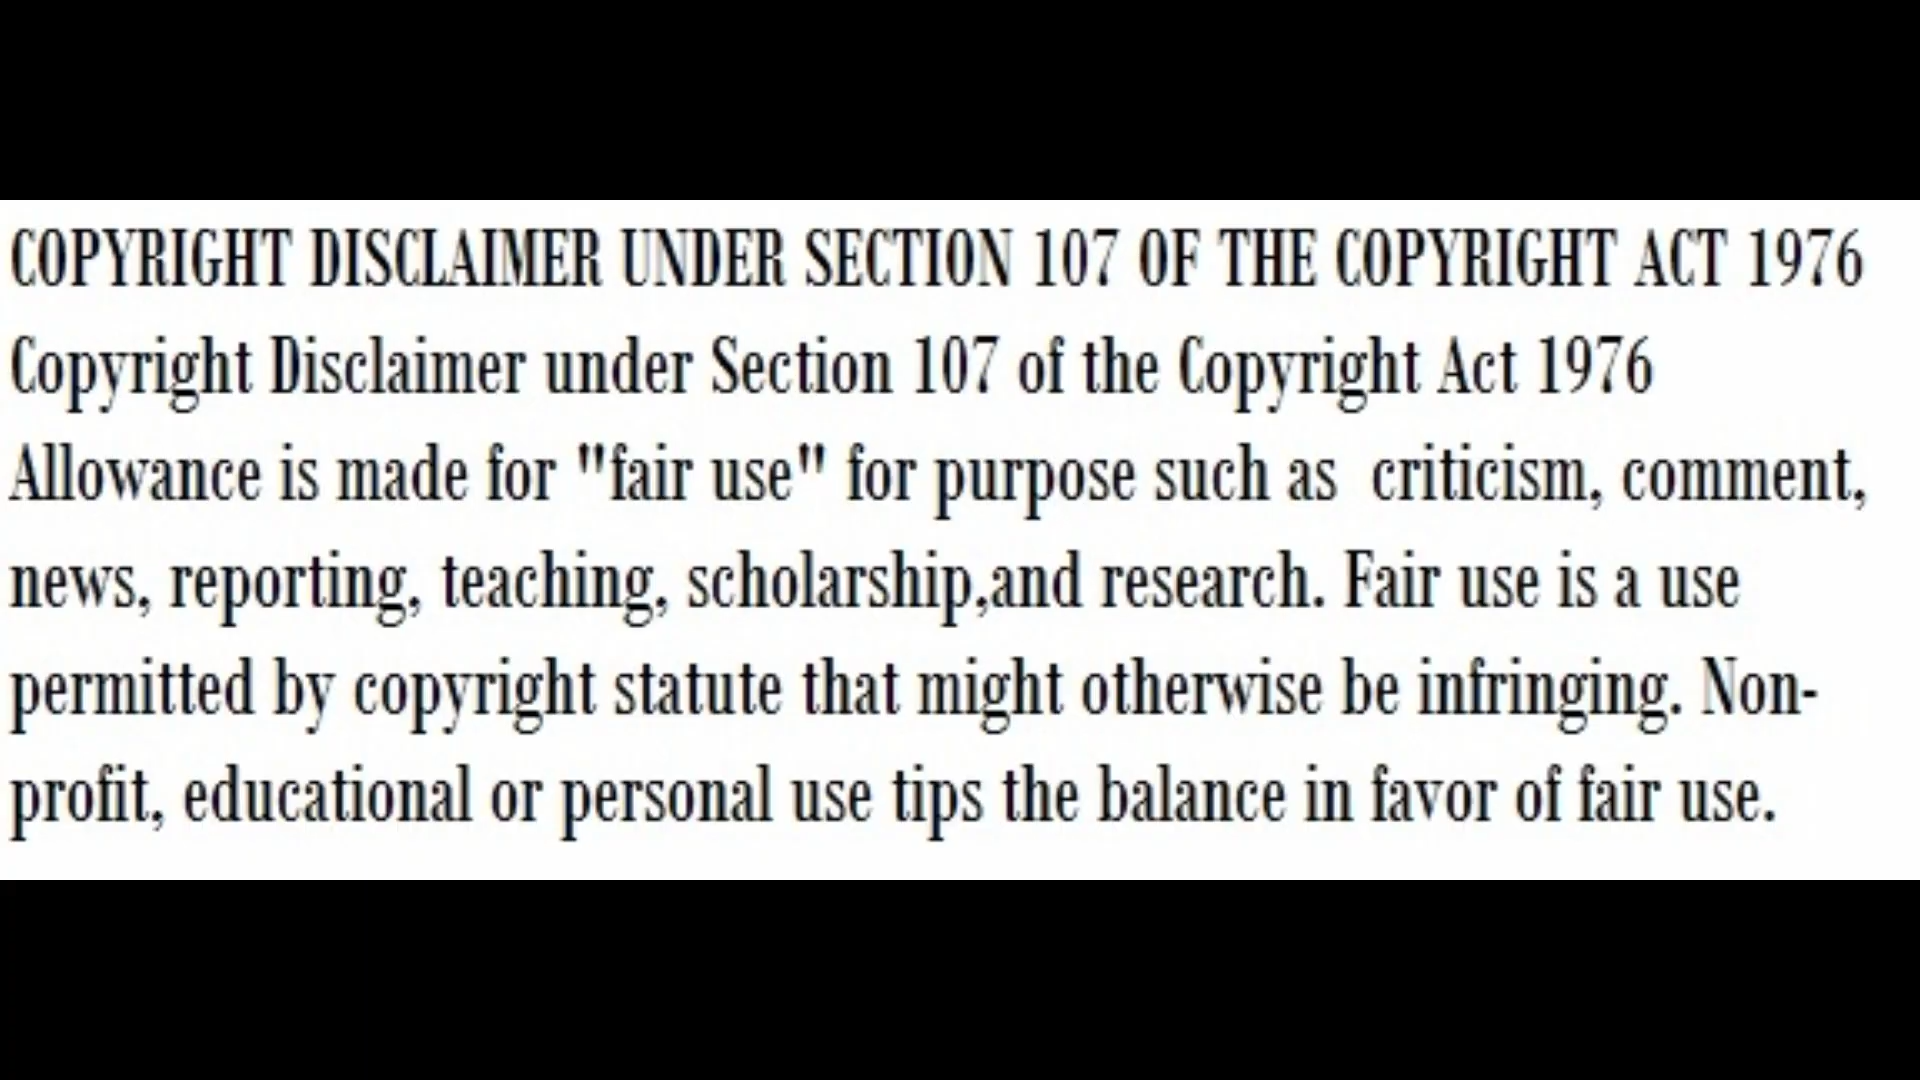 COPYRIGHT DISCLAIMER UNDER SECTION 107 OF THE COPYRIGHT ACT 1976
Copyright Disclaimer under Section 107 of the Copyright Act 1976
Allowance is made for "fair use" for purpose such as  criticism, comment,
news, reporting, teaching, scholarship,and research. Fair use is a use
permitted by copyright statute that might otherwise be infringing. Non-
profit, educational or personal use tips the balance in favor of fair use.